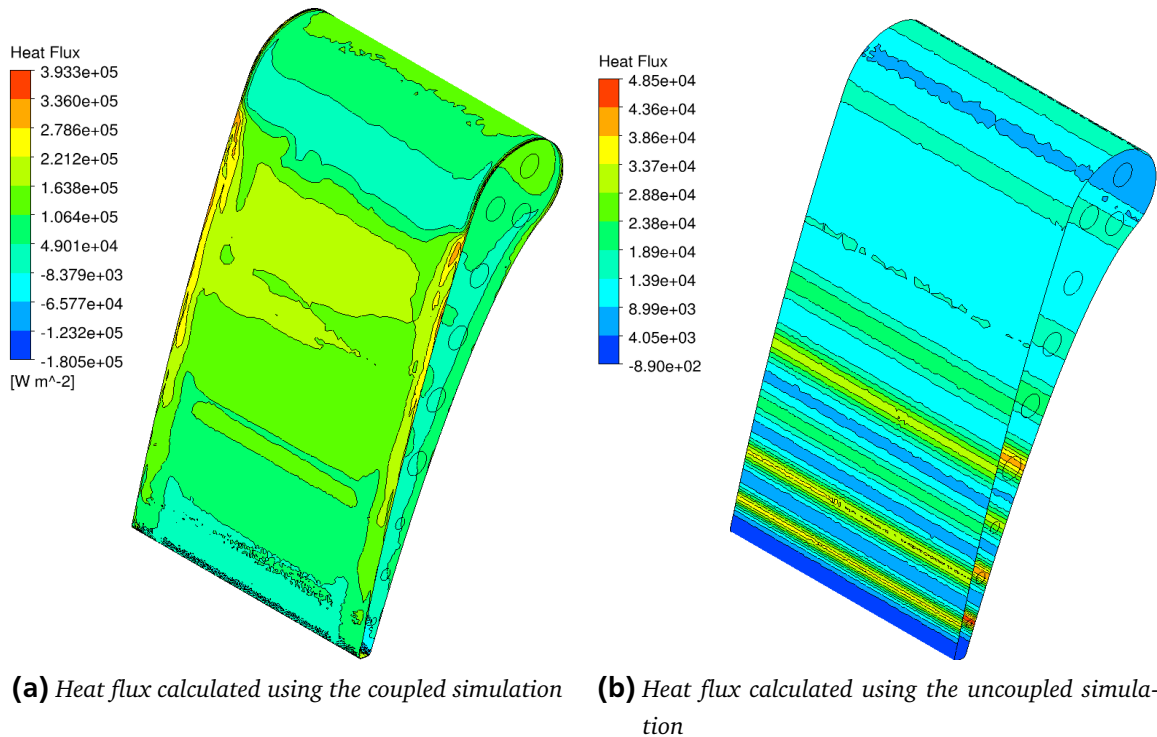 Heat Flux
3.933e+05
3.360e+05
2.786e+05
2.212e+05
1.638e+05
1.064e+05
4.901e+04
-8.379e+03
-6.577e+04
-1.232e+05
-1.805e+05
[W m^-2]
Heat Flux
4.85e+04
4.36e+04
3.86e+04
3.37e+04
2.88e+04
2.38e+04
1.89e+04
1.39e+04
8.99e+03
4.05e+03
-8.90e+02
(a) Heat flux calculated using the coupled simulation
(b) Heat flux calculated using the uncoupled simula-
tion